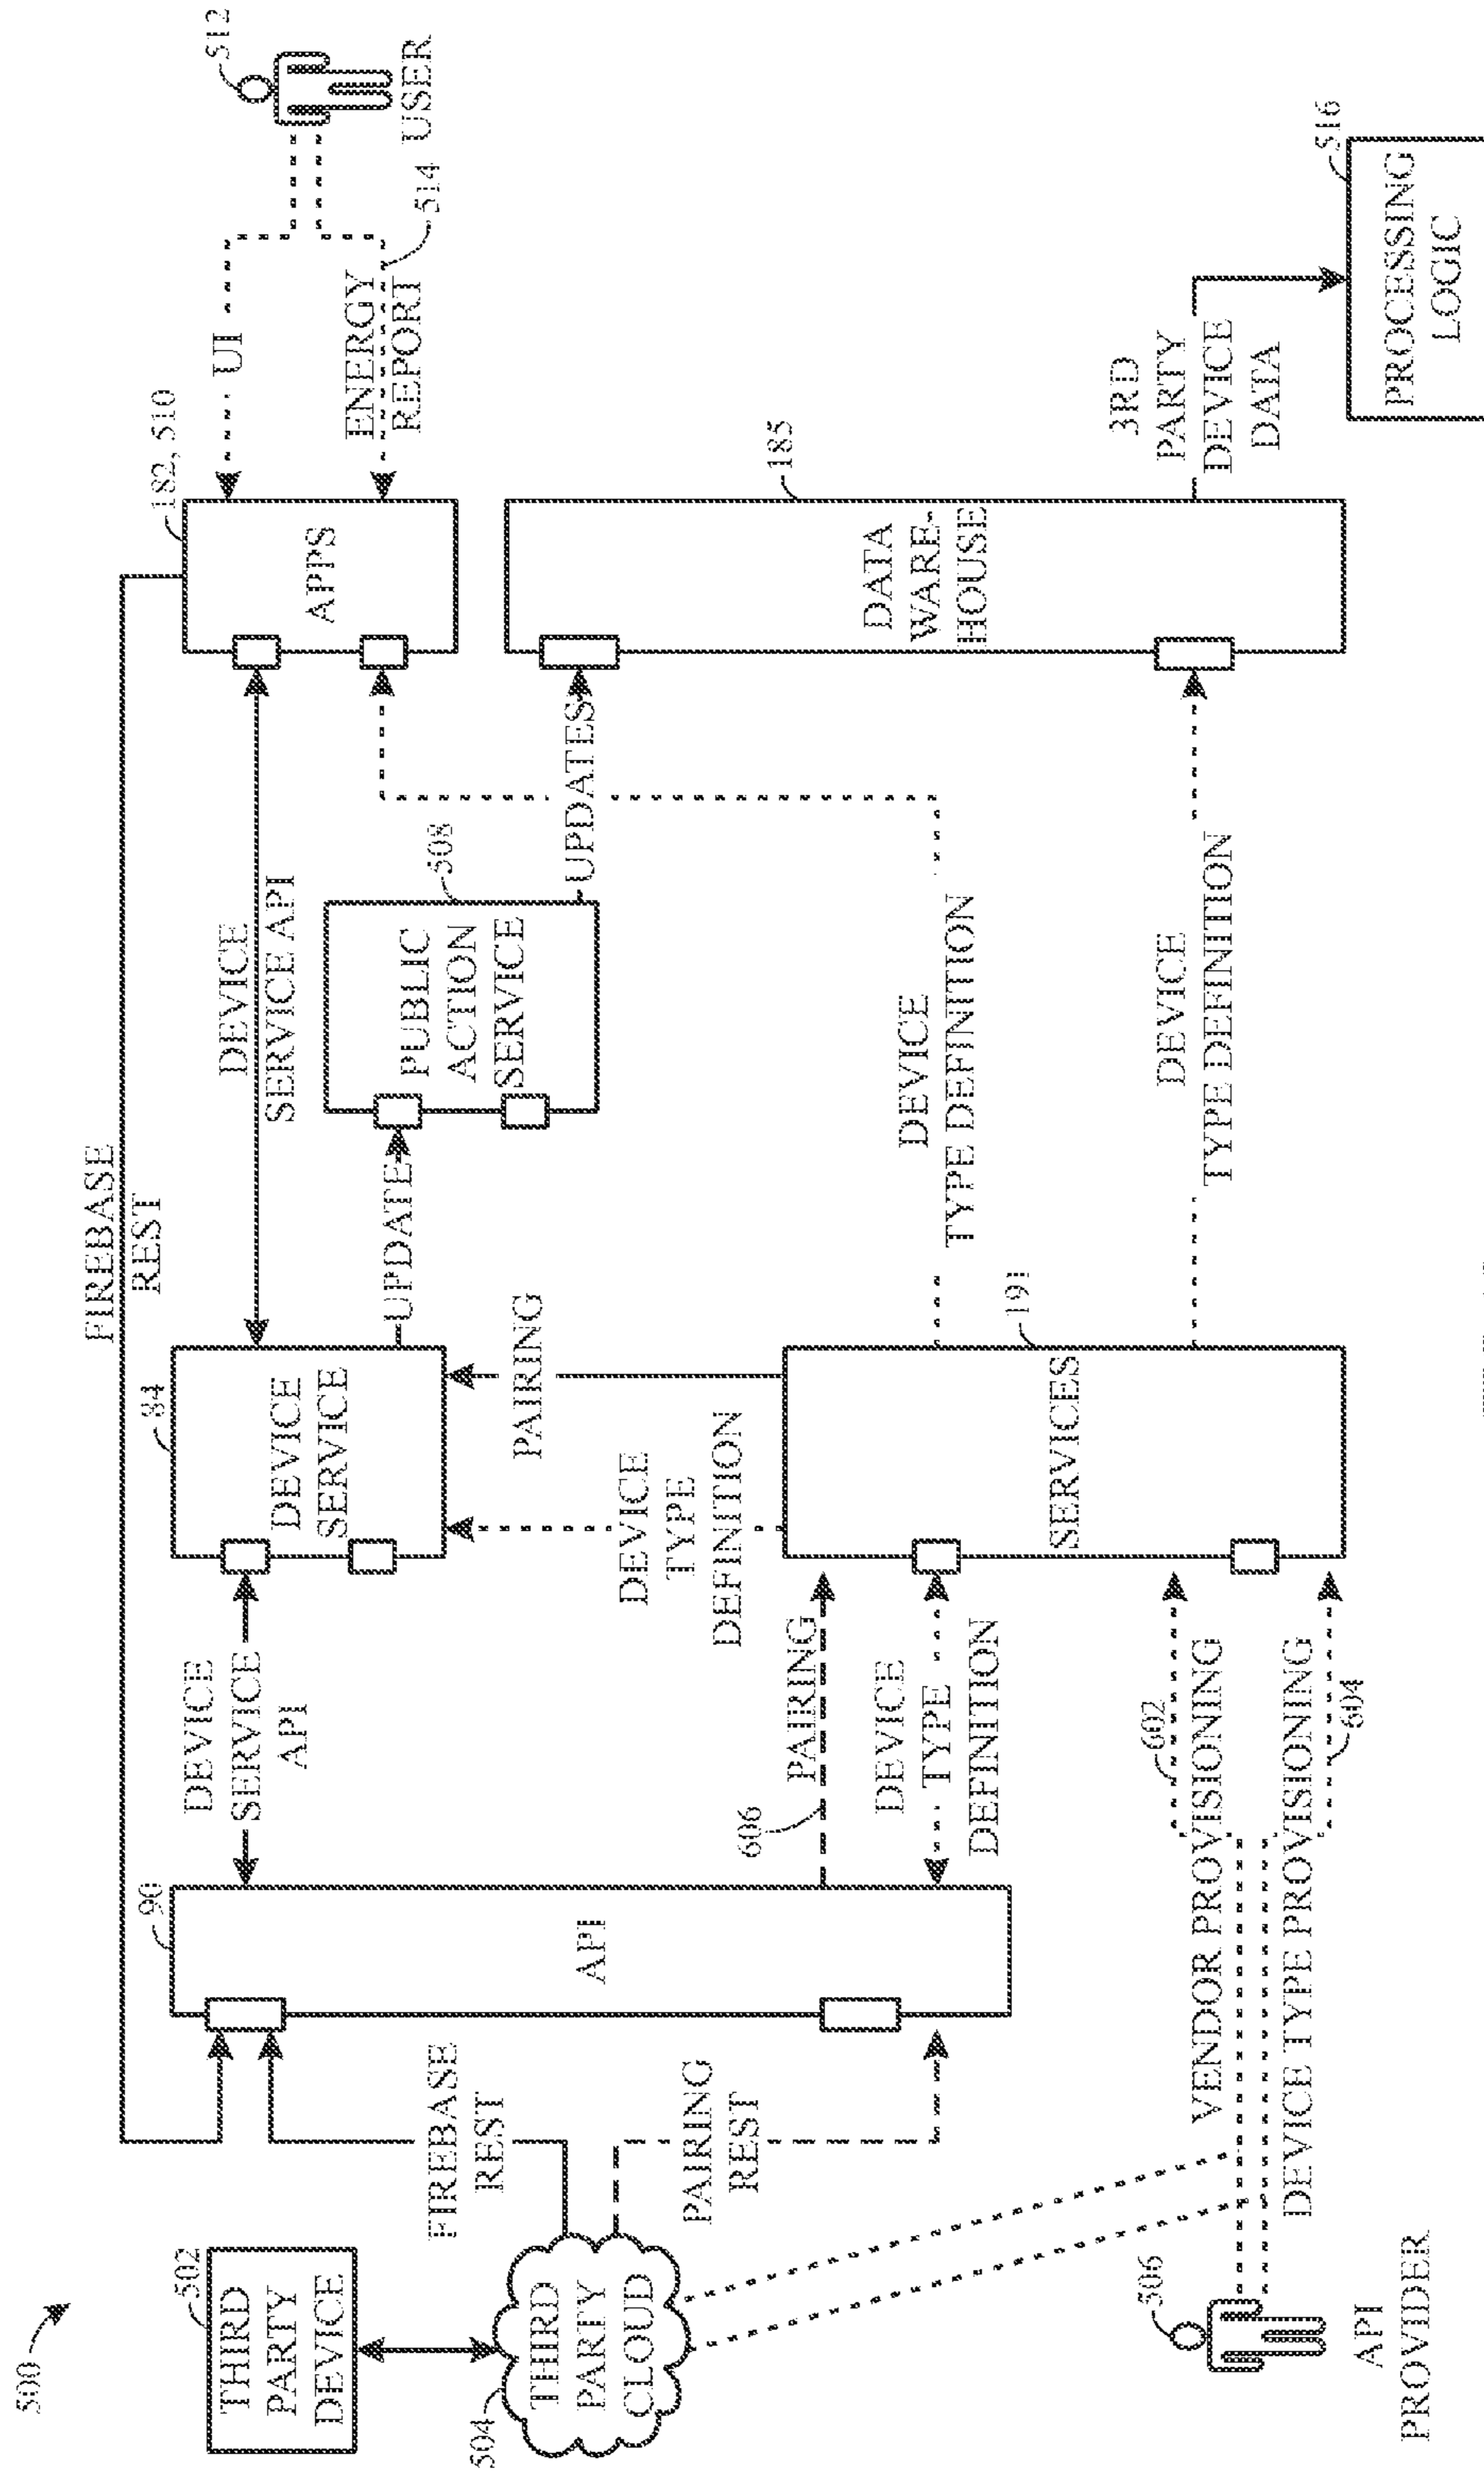 500
THIRD
PARTY
DEVICE
502
THIRD
PARTY
CLOUD
504
506
API
PROVIDER
FIREBASE
REST
FIREBASE
REST
PAIRING
REST
90
API
DEVICE
SERVICE
API
606
PAIRING
DEVICE
TYPE
DEFINITION
602
VENDOR PROVISIONING
DEVICE TYPE PROVISIONING
604
84
DEVICE
SERVICE
PAIRING
DEVICE
TYPE
DEFINITION
191
SERVICES
UPDATE
DEVICE
SERVICE API
508
PUBLIC
ACTION
SERVICE
UPDATES
DEVICE
TYPE DEFINITION
DEVICE
TYPE DEFINITION
182, 510
APPS
185
DATA
WARE-
HOUSE
UI
ENERGY
REPORT
514
512
USER
3RD
PARTY
DEVICE
DATA
516
PROCESSING
LOGIC